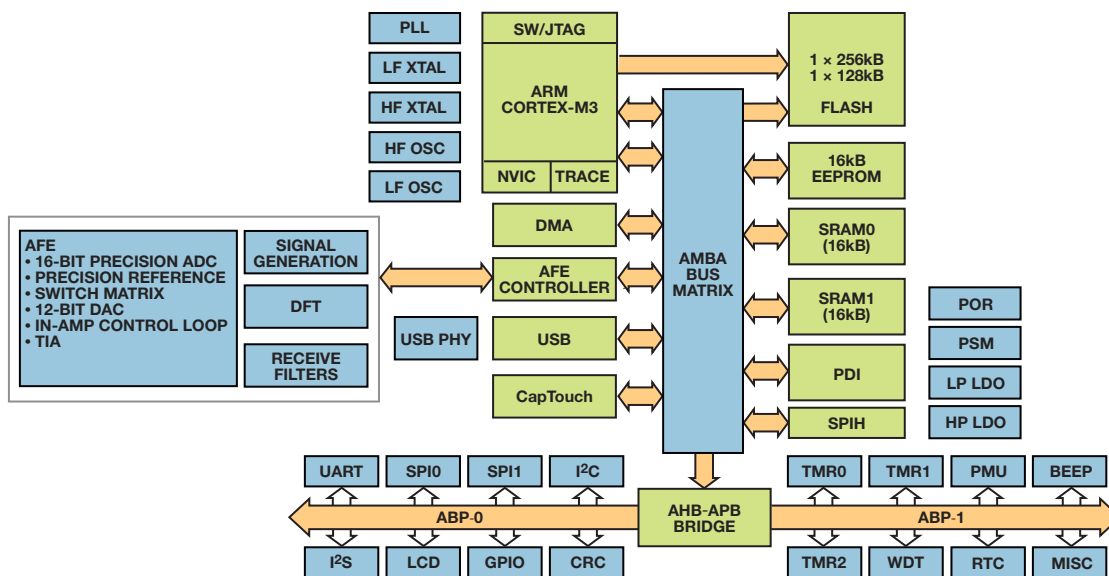 PLL
LF XTAL
HF XTAL
HF OSC
LF OSC
SW/JTAG
ARM
CORTEX-M3
NVIC
TRACE
1 × 256kB
1 × 128kB
FLASH
16kB
EEPROM
DMA
SRAM0
(16kB)
AMBA
BUS
MATRIX
AFE
• 16-BIT PRECISION ADC
• PRECISION REFERENCE
• SWITCH MATRIX
• 12-BIT DAC
• IN-AMP CONTROL LOOP
• TIA
SIGNAL
GENERATION
DFT
RECEIVE
FILTERS
AFE
CONTROLLER
SRAM1
(16kB)
USB PHY
USB
CapTouch
PDI
SPIH
POR
PSM
LP LDO
HP LDO
UART
SPI0
SPI1
I²C
TMR0
TMR1
PMU
BEEP
ABP-0
AHB-APB
BRIDGE
ABP-1
I²S
LCD
GPIO
CRC
TMR2
WDT
RTC
MISC